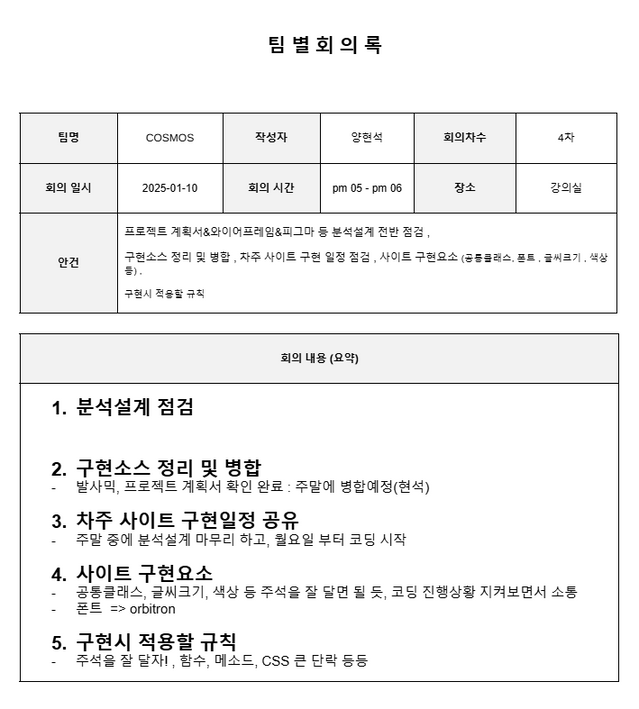 팀 별 회 의 록
팀명 COSMOS 작성자 양현석 회의차수 4차
회의 일시 2025-01-10 회의 시간 pm 05 - pm 06 장소 강의실
안건
프로젝트 계획서&와이어프레임&피그마 등 분석설계 전반 점검 ,
구현소스 정리 및 병합 , 차주 사이트 구현 일정 점검 , 사이트 구현요소 (공통클래스, 폰트 , 글씨크기 , 색상
등) ,
구현시 적용할 규칙
회의 내용 (요약)
1. 분석설계 점검
2. 구현소스 정리 및 병합
- 발사믹, 프로젝트 계획서 확인 완료 : 주말에 병합예정(현석)
3. 차주 사이트 구현일정 공유
- 주말 중에 분석설계 마무리 하고, 월요일 부터 코딩 시작
4. 사이트 구현요소
- 공통클래스, 글씨크기, 색상 등 주석을 잘 달면 될 듯, 코딩 진행상황 지켜보면서 소통
- 폰트 => orbitron
5. 구현시 적용할 규칙
- 주석을 잘 달자! , 함수, 메소드, CSS 큰 단락 등등